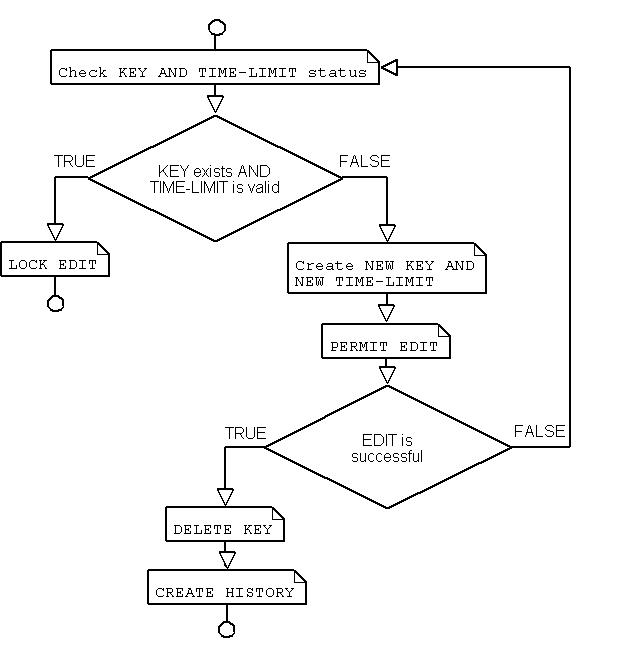 Check KEY AND TIME-LIMIT status
TRUE
KEY exists AND
TIME-LIMIT is valid
FALSE
LOCK EDIT
Create NEW KEY AND
NEW TIME-LIMIT
PERMIT EDIT
TRUE
EDIT is
successful
FALSE
DELETE KEY
CREATE HISTORY